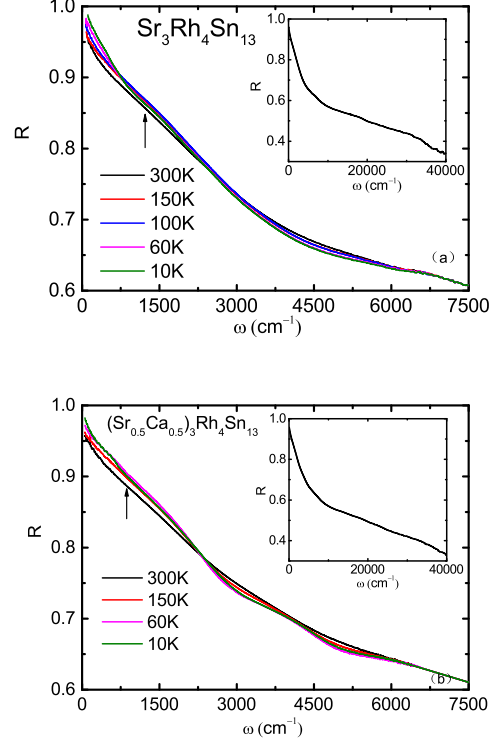 Sr₃Rh₄Sn₁₃
1.0
0.9
0.8
0.7
0.6
R
1.0
0.8
0.6
0.4
R
0 20000 40000
ω (cm⁻¹)
300K
150K
100K
60K
10K
(a)
0 1500 3000 4500 6000 7500
ω (cm⁻¹)
(Sr₀.₅Ca₀.₅)₃Rh₄Sn₁₃
1.0
0.9
0.8
0.7
0.6
R
1.0
0.8
0.6
0.4
R
0 20000 40000
ω (cm⁻¹)
300K
150K
60K
10K
(b)
0 1500 3000 4500 6000 7500
ω (cm⁻¹)